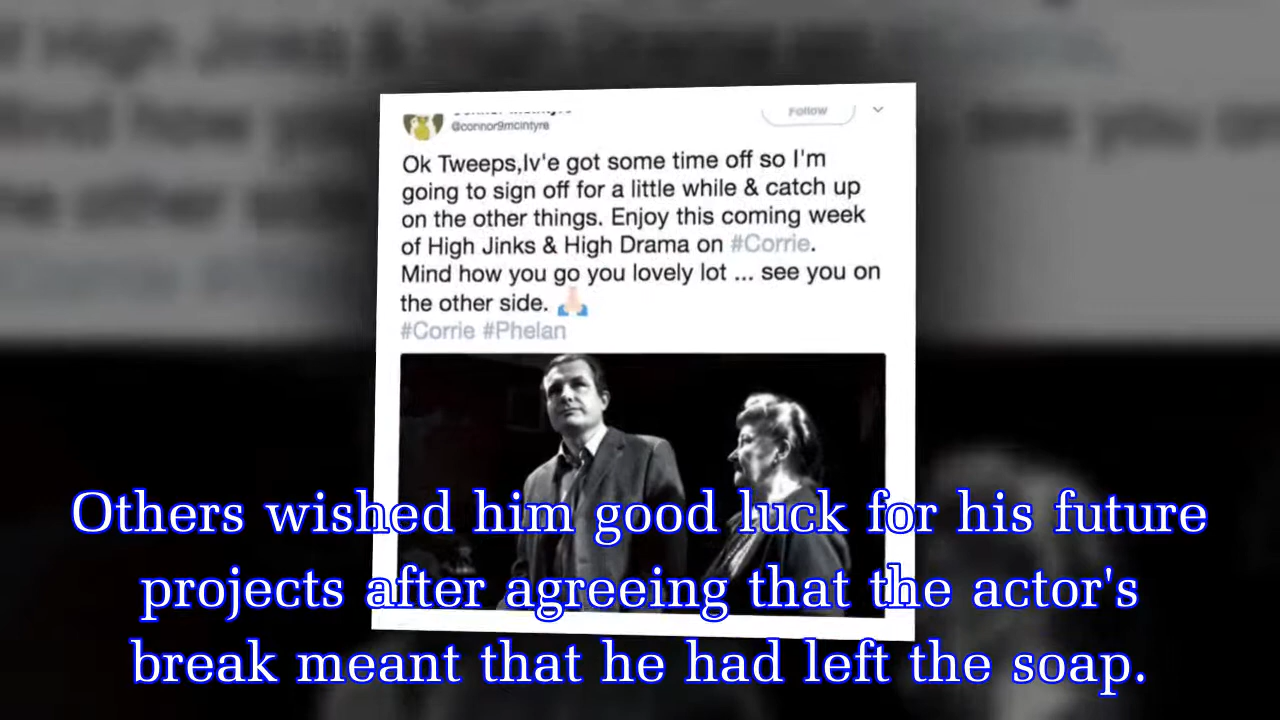 @connor9mcintyre
Follow
Ok Tweeps,Iv'e got some time off so I'm
going to sign off for a little while & catch up
on the other things. Enjoy this coming week
of High Jinks & High Drama on #Corrie.
Mind how you go you lovely lot ... see you on
the other side.
#Corrie #Phelan
Others wished him good luck for his future
projects after agreeing that the actor's
break meant that he had left the soap.